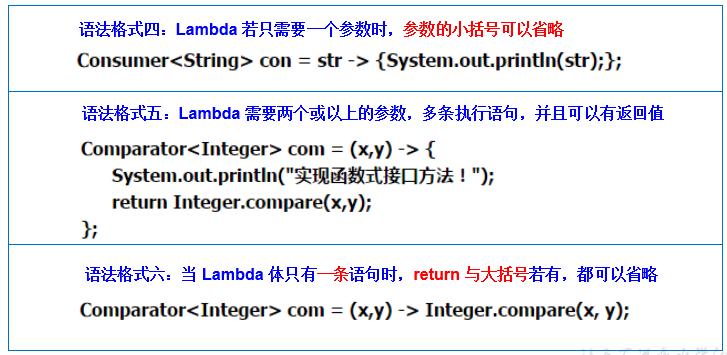 语法格式四：Lambda 若只需要一个参数时，参数的小括号可以省略
Consumer<String> con = str -> {System.out.println(str);};
语法格式五：Lambda 需要两个或以上的参数，多条执行语句，并且可以有返回值
Comparator<Integer> com = (x,y) -> {
System.out.println("实现函数式接口方法！");
return Integer.compare(x,y);
};
语法格式六：当 Lambda 体只有一条语句时，return 与大括号若有，都可以省略
Comparator<Integer> com = (x,y) -> Integer.compare(x, y);